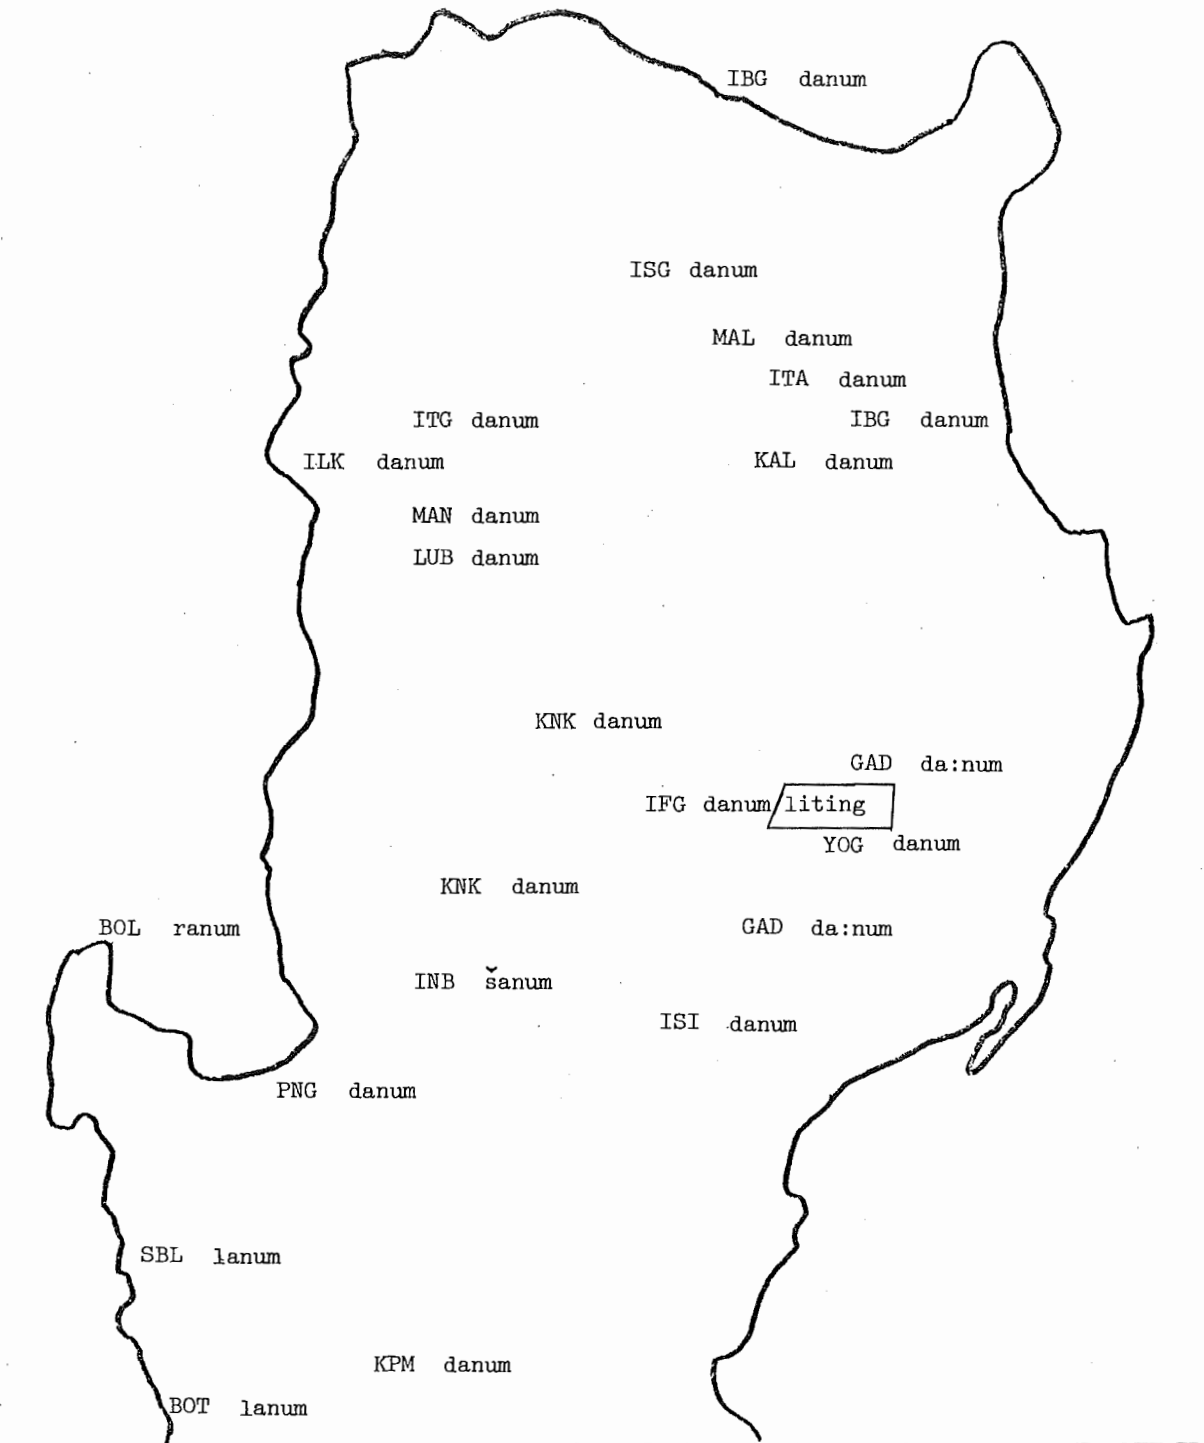 IBG danum
ISG danum
MAL danum
ITA danum
ITG danum IBG danum
ILK danum KAL danum
MAN danum
LUB danum
KNK danum
GAD da:num
IFG danum/liting
YOG danum
KNK danum
BOL ranum GAD da:num
INB šanum
ISI danum
PNG danum
SBL lanum
KPM danum
BOT lanum